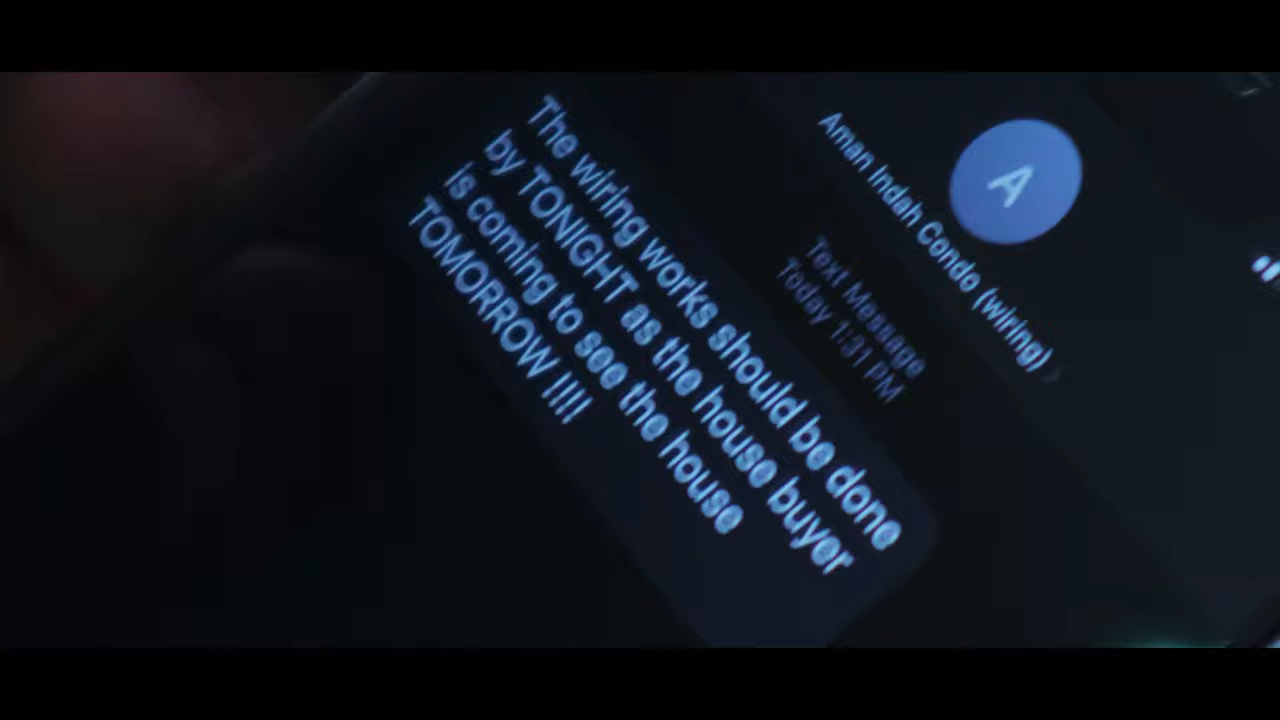 A
Aman Indah Condo (wiring)
Text Message
Today 1:31 PM
The wiring works should be done
by TONIGHT as the house buyer
is coming to see the house
TOMORROW !!!!